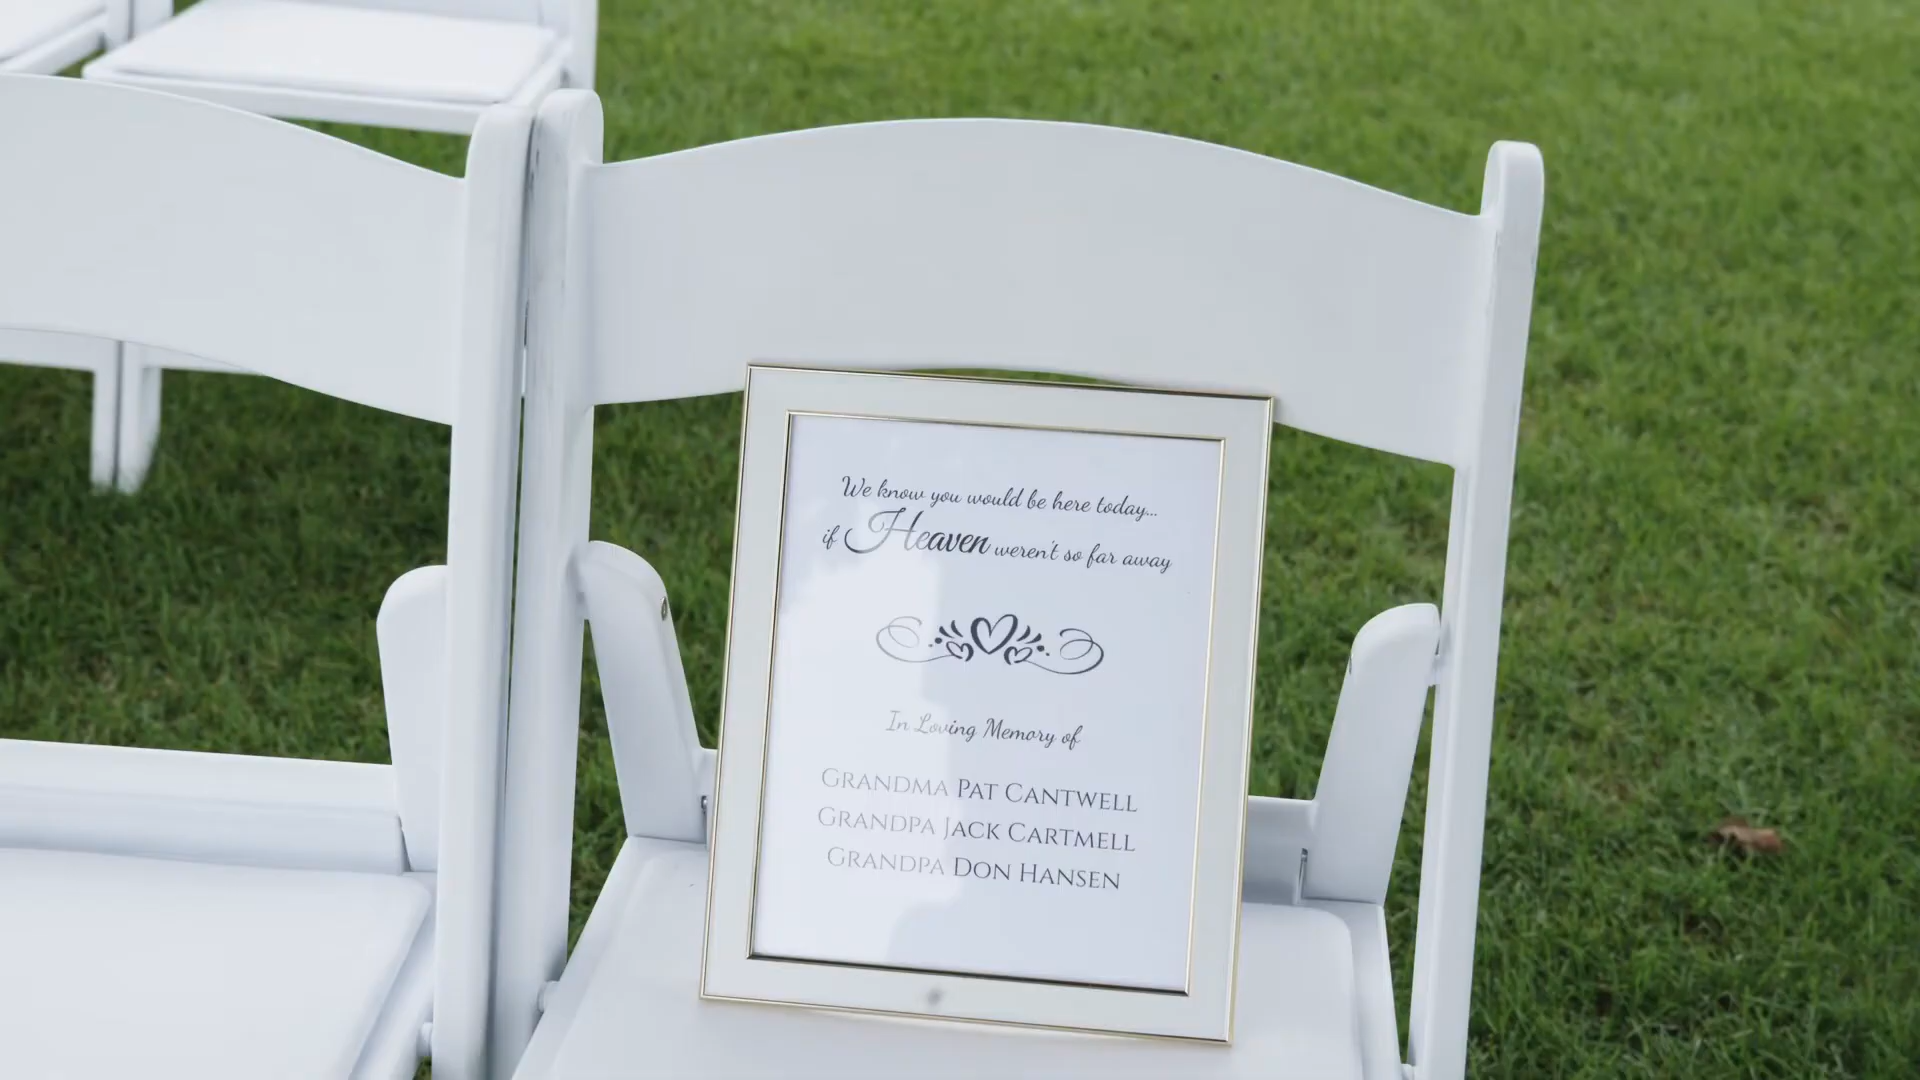 We know you would be here today...
if Heaven weren't so far away
In Loving Memory of
GRANDMA PAT CANTWELL
GRANDPA JACK CARTMELL
GRANDPA DON HANSEN